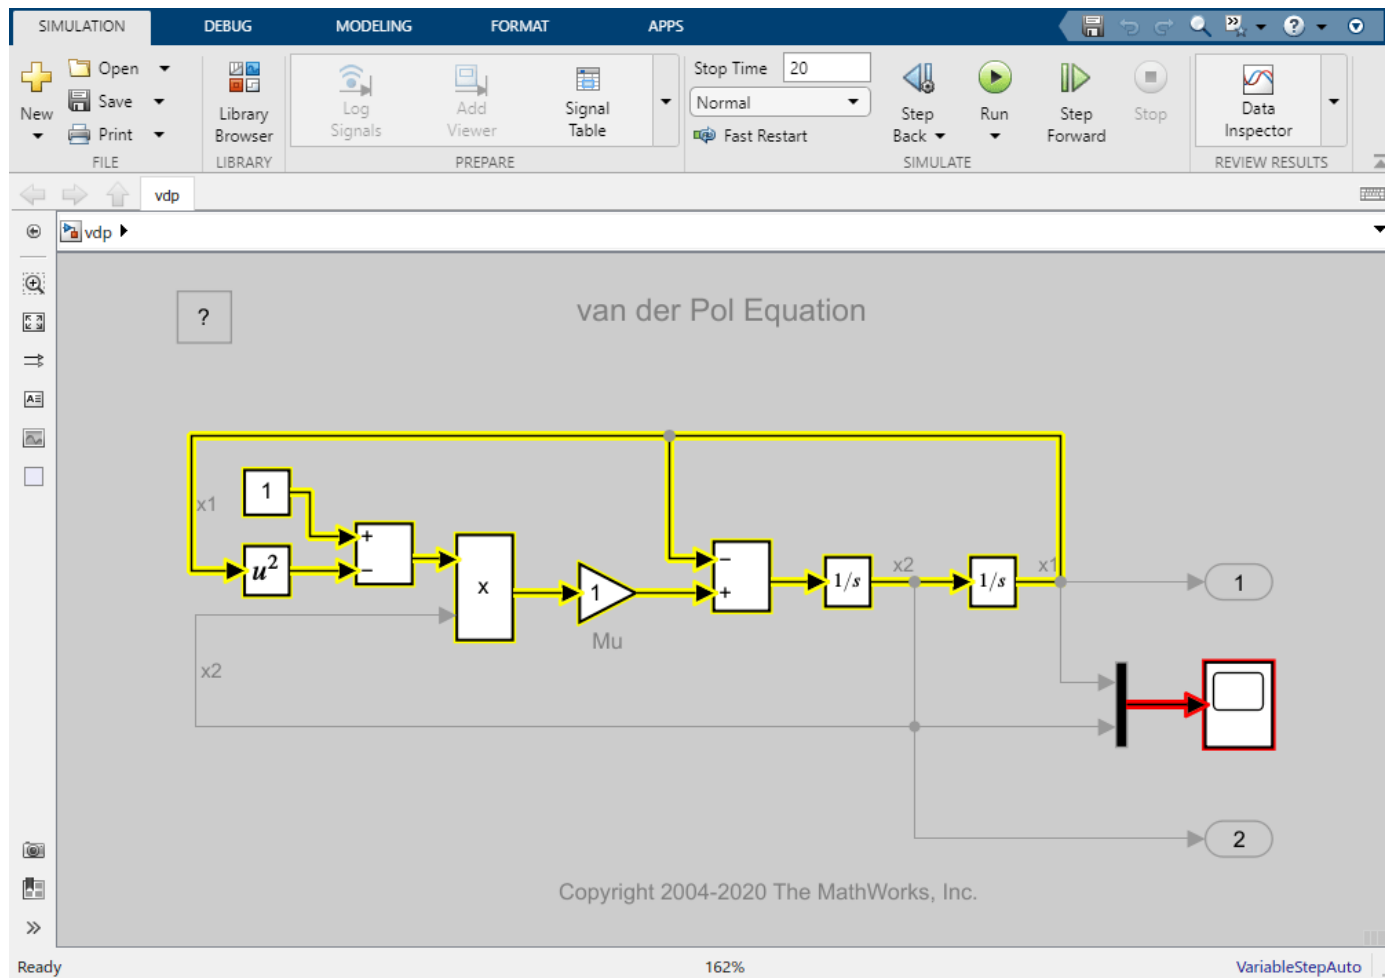 SIMULATION DEBUG MODELING FORMAT APPS
New
Open
Save
Print
FILE
Library
Browser
LIBRARY
Log
Signals
Add
Viewer
Signal
Table
PREPARE
Stop Time 20
Normal
Fast Restart
Step
Back
Run
Step
Forward
Stop
SIMULATE
Data
Inspector
REVIEW RESULTS
vdp
vdp
?
van der Pol Equation
x1
1
u²
+
−
x
1
Mu
−
+
1/s
x2
1/s
x1
1
x2
2
Copyright 2004-2020 The MathWorks, Inc.
Ready 162% VariableStepAuto